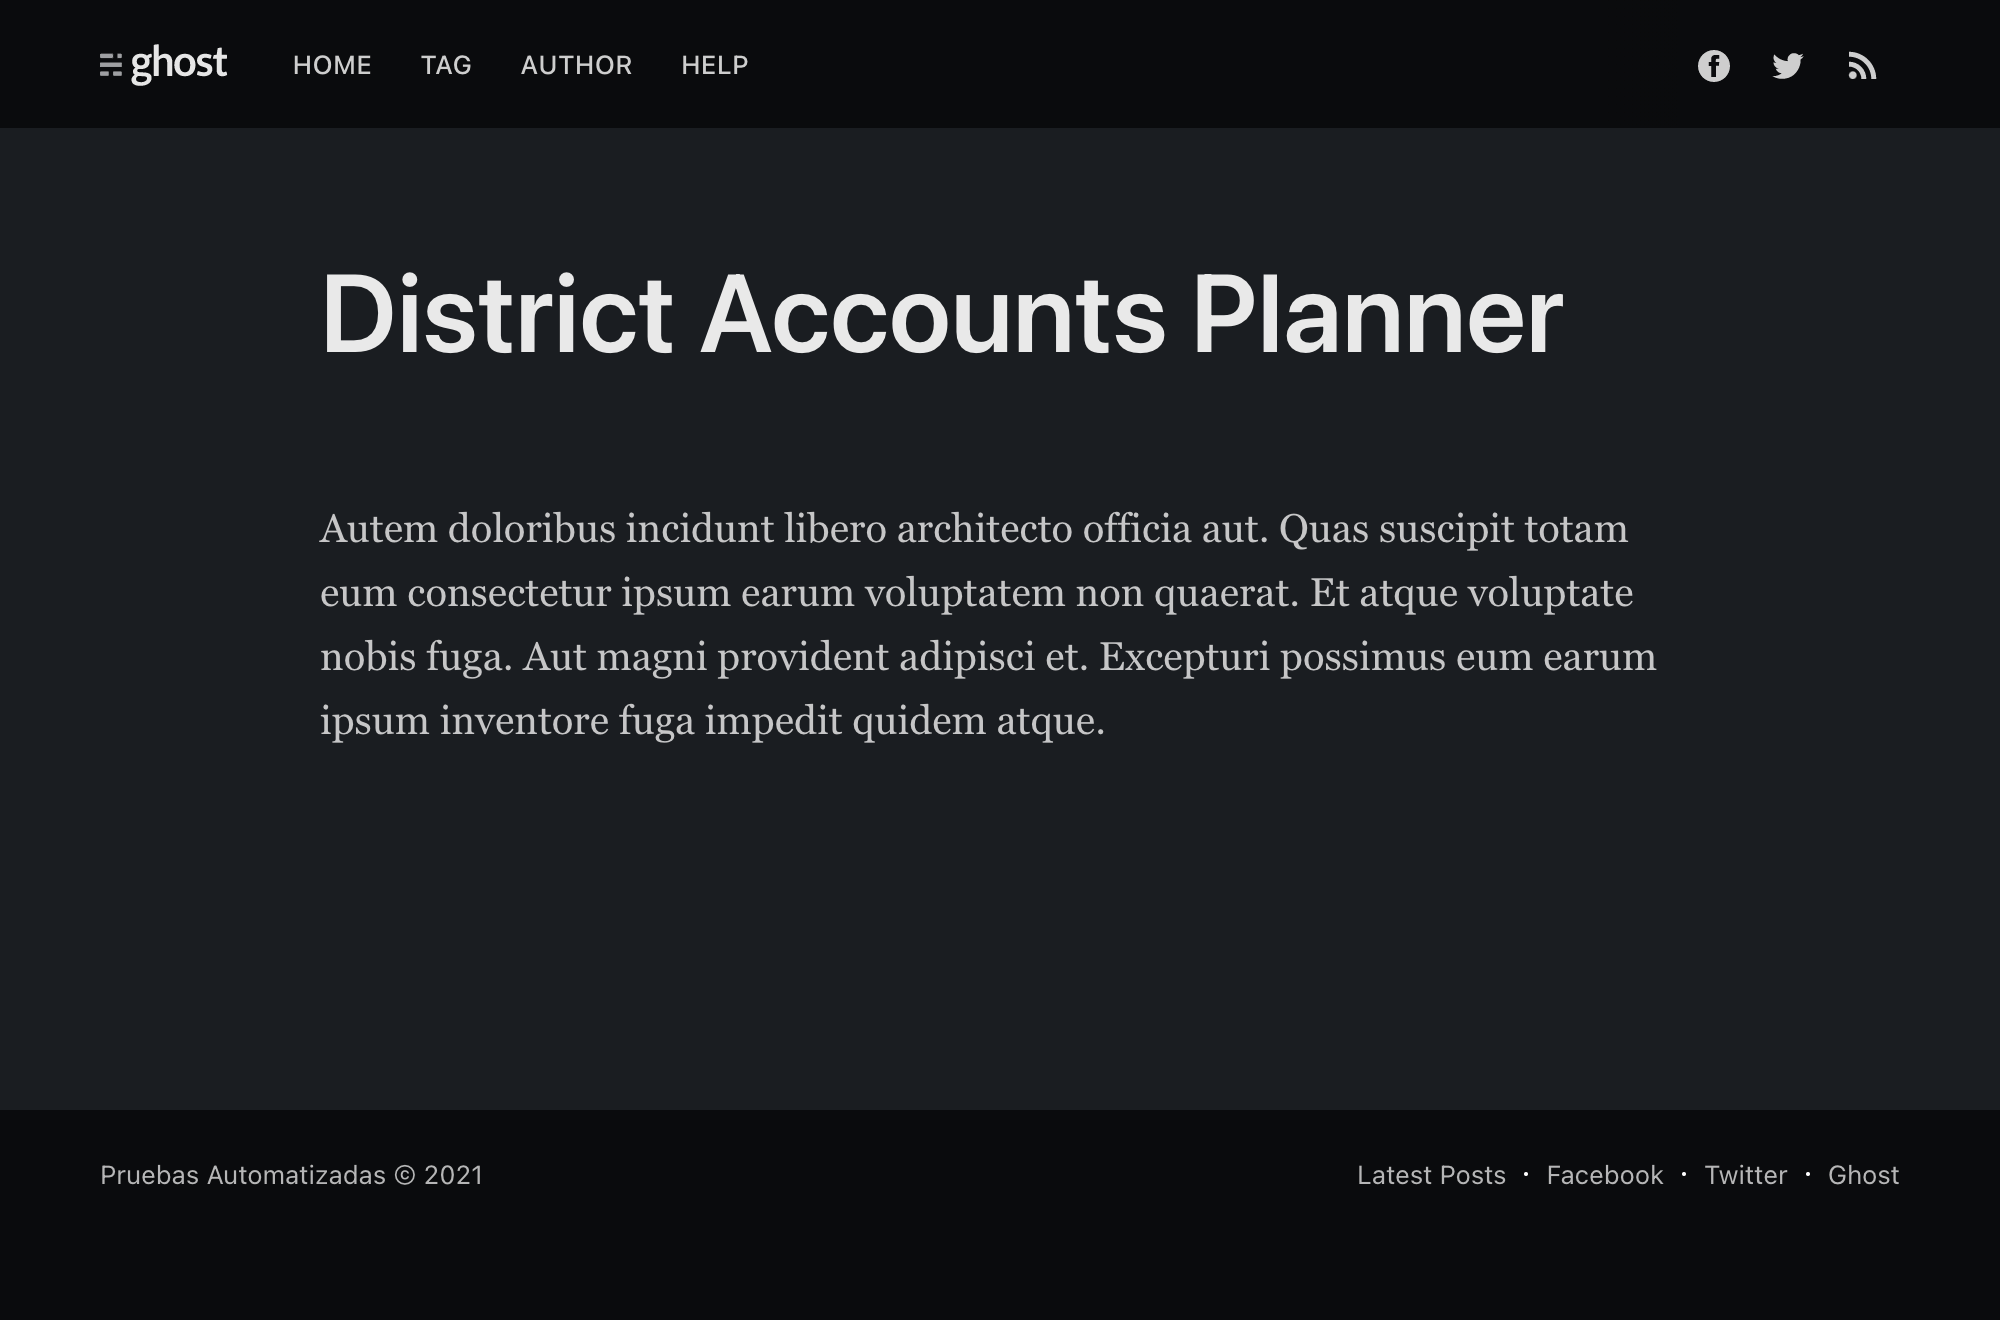 ghost HOME TAG AUTHOR HELP
District Accounts Planner
Autem doloribus incidunt libero architecto officia aut. Quas suscipit totam
eum consectetur ipsum earum voluptatem non quaerat. Et atque voluptate
nobis fuga. Aut magni provident adipisci et. Excepturi possimus eum earum
ipsum inventore fuga impedit quidem atque.
Pruebas Automatizadas © 2021 Latest Posts • Facebook • Twitter • Ghost